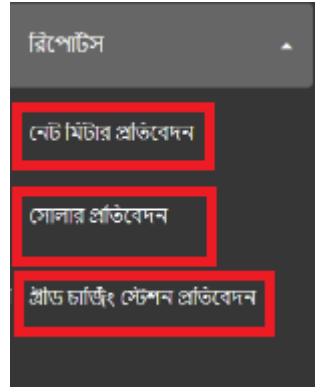 রিপোর্টস
নেট মিটার প্রতিবেদন
সোলার প্রতিবেদন
গ্রীড চার্জিং স্টেশন প্রতিবেদন